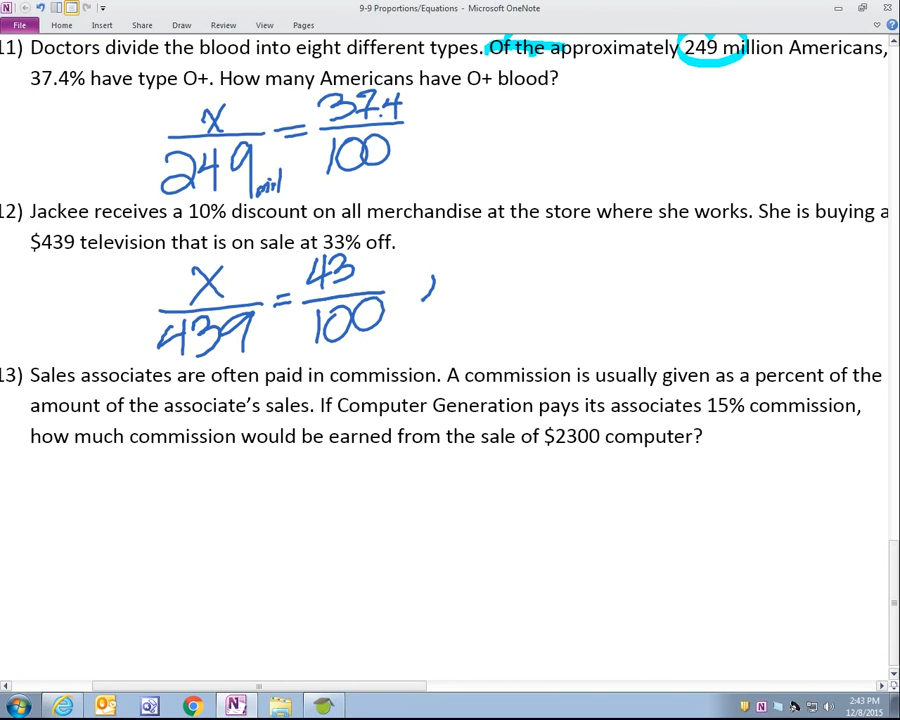 9-9 Proportions/Equations - Microsoft OneNote
File Home Insert Share Draw Review View Pages
11) Doctors divide the blood into eight different types. Of the approximately 249 million Americans,
37.4% have type O+. How many Americans have O+ blood?
x/249 mil = 37.4/100
12) Jackee receives a 10% discount on all merchandise at the store where she works. She is buying a
$439 television that is on sale at 33% off.
x/439 = 43/100 ,
13) Sales associates are often paid in commission. A commission is usually given as a percent of the
amount of the associate's sales. If Computer Generation pays its associates 15% commission,
how much commission would be earned from the sale of $2300 computer?
2:43 PM
12/8/2015